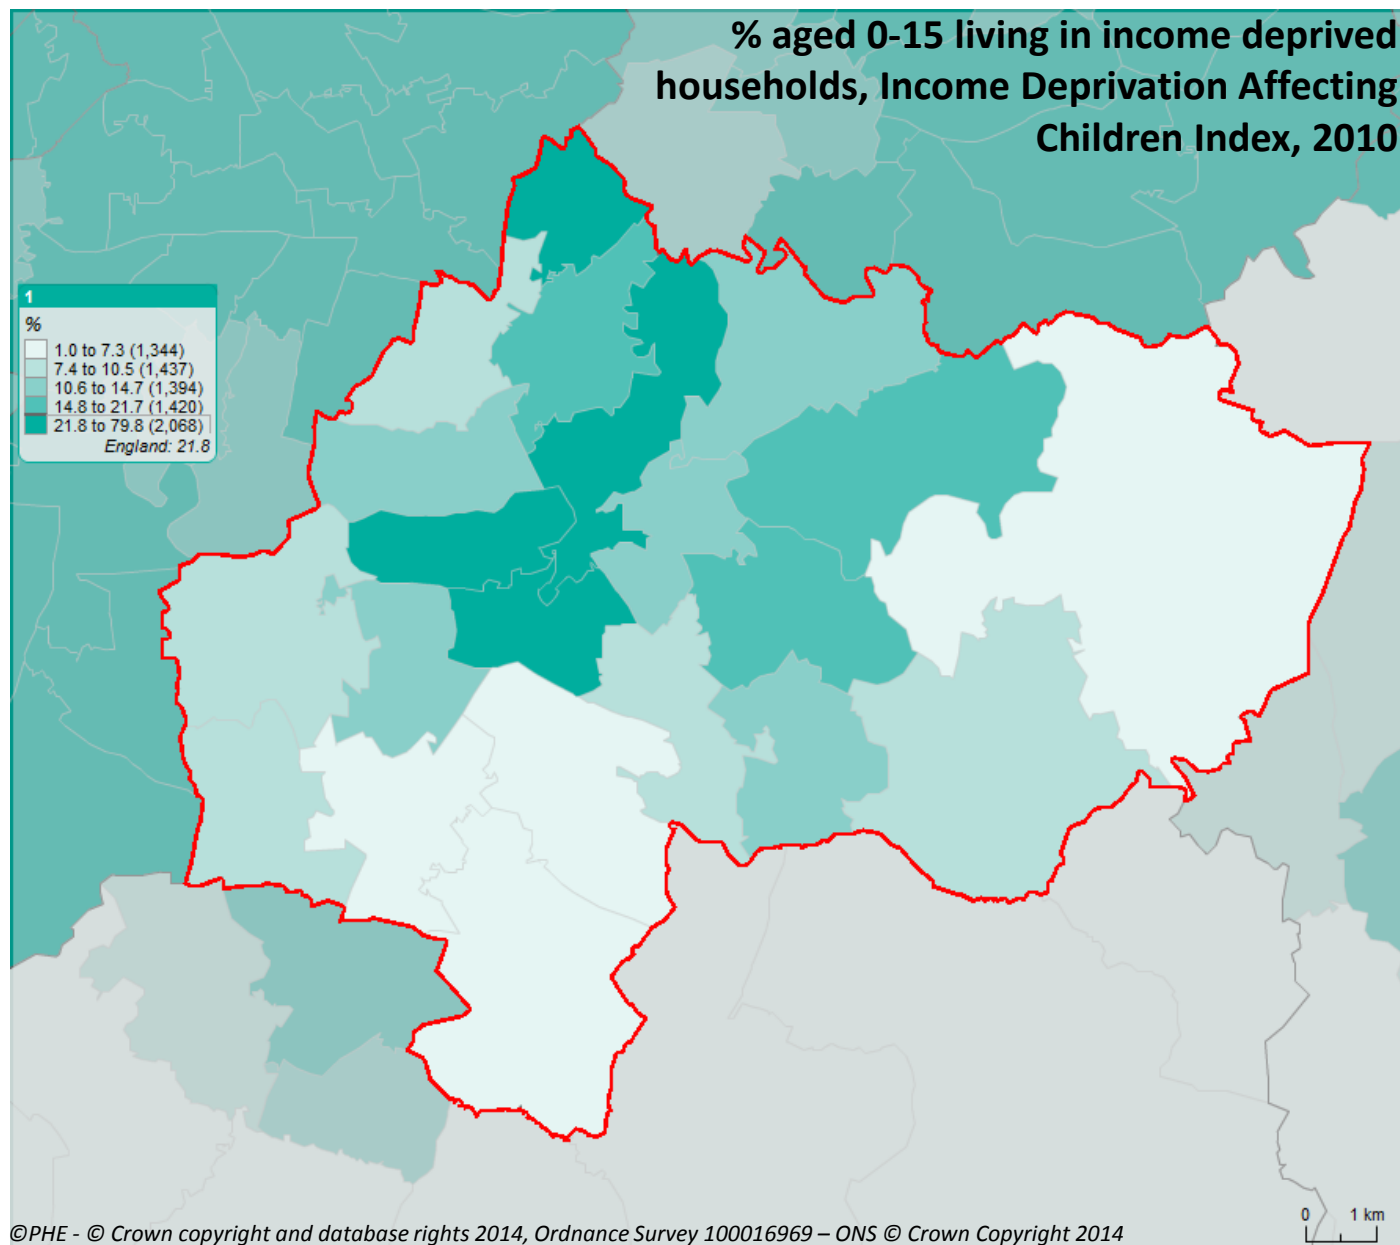 % aged 0-15 living in income deprived
households, Income Deprivation Affecting
Children Index, 2010
1
%
1.0 to 7.3 (1,344)
7.4 to 10.5 (1,437)
10.6 to 14.7 (1,394)
14.8 to 21.7 (1,420)
21.8 to 79.8 (2,068)
England: 21.8
0 1 km
©PHE - © Crown copyright and database rights 2014, Ordnance Survey 100016969 – ONS © Crown Copyright 2014